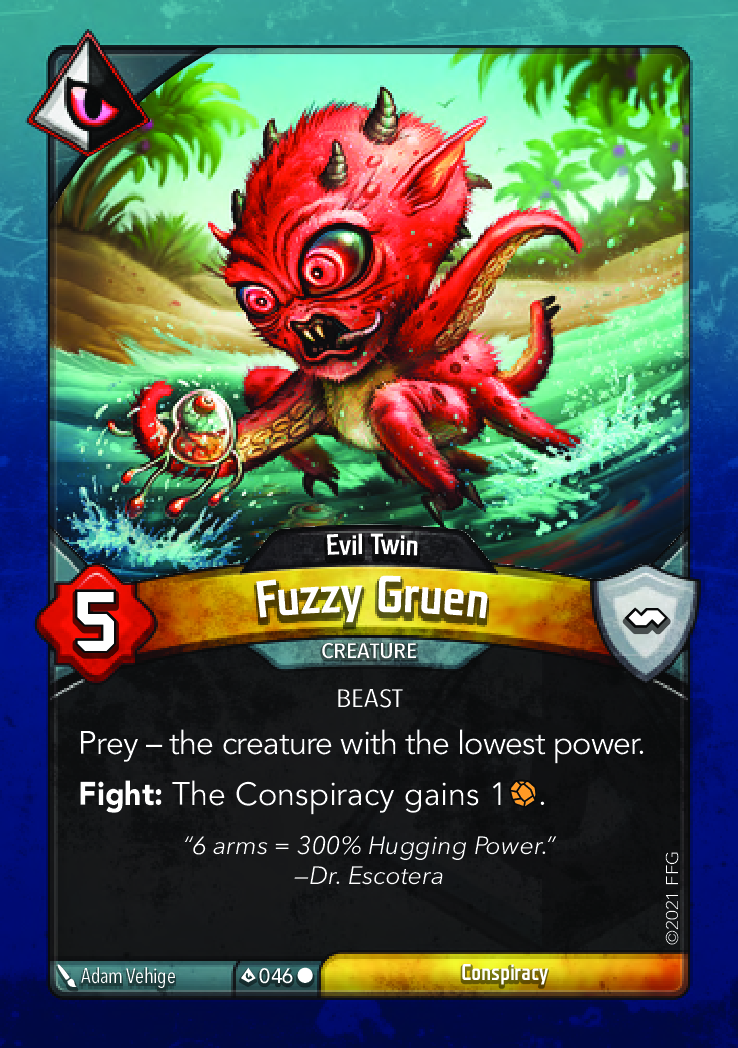 Evil Twin
Fuzzy Gruen
5
CREATURE
BEAST
Prey – the creature with the lowest power.
Fight: The Conspiracy gains 1.
“6 arms = 300% Hugging Power.”
–Dr. Escotera
©2021 FFG
Adam Vehige
046
Conspiracy